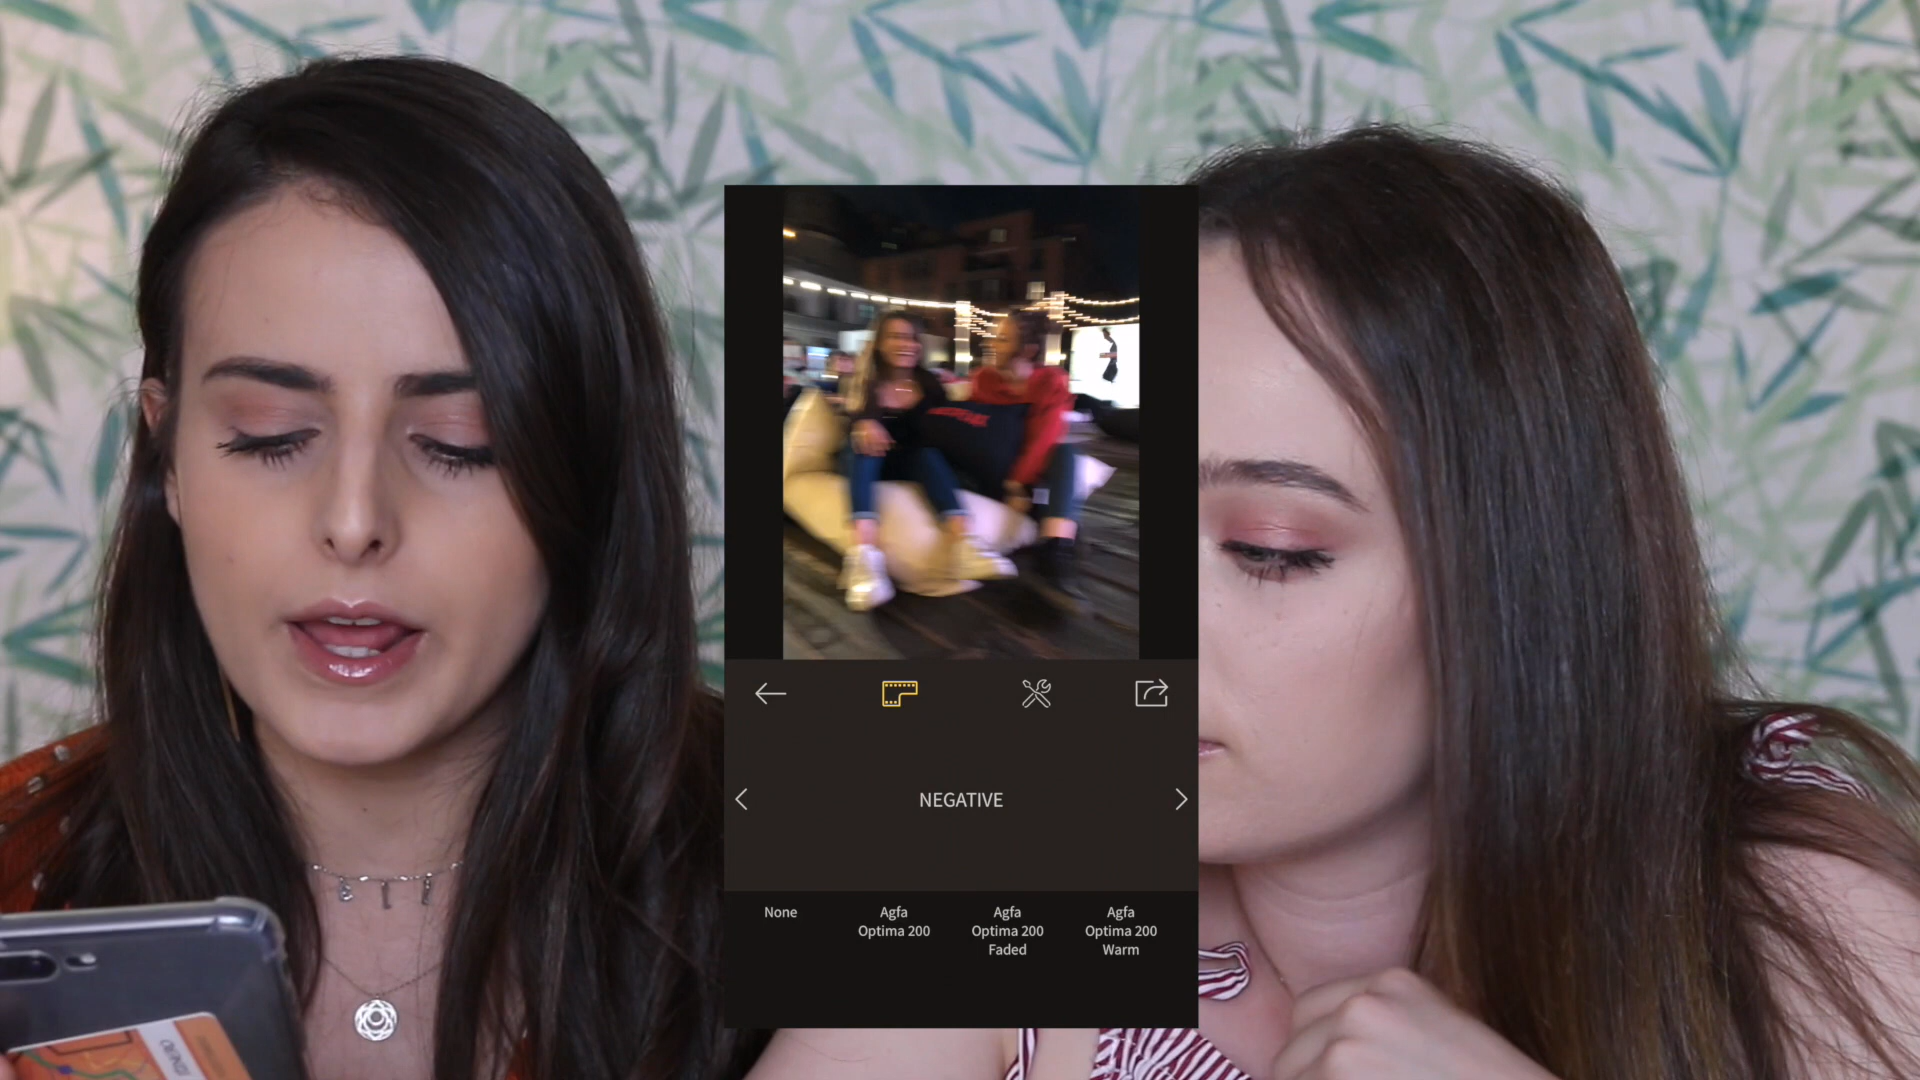 NEGATIVE
None
Agfa
Optima 200
Agfa
Optima 200
Faded
Agfa
Optima 200
Warm